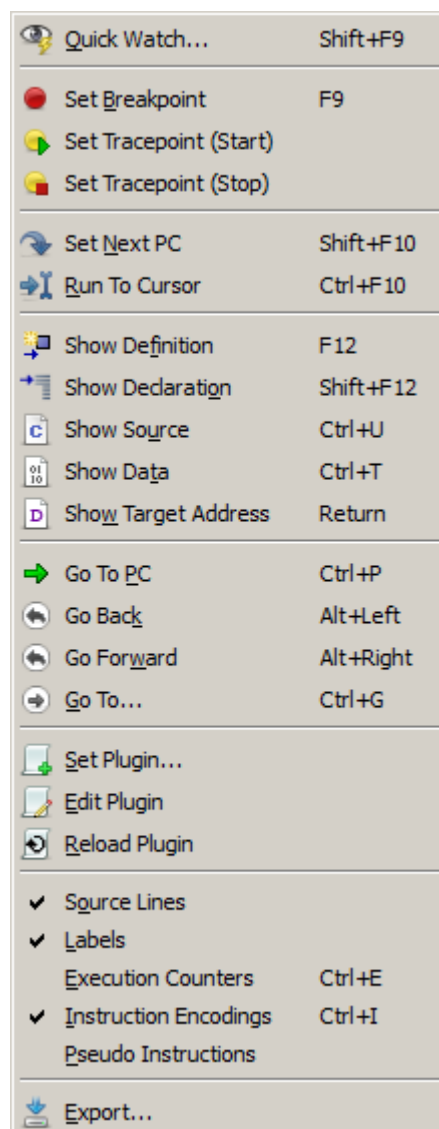 Quick Watch... Shift+F9
Set Breakpoint F9
Set Tracepoint (Start)
Set Tracepoint (Stop)
Set Next PC Shift+F10
Run To Cursor Ctrl+F10
Show Definition F12
Show Declaration Shift+F12
C Show Source Ctrl+U
01 10 Show Data Ctrl+T
D Show Target Address Return
Go To PC Ctrl+P
Go Back Alt+Left
Go Forward Alt+Right
Go To... Ctrl+G
Set Plugin...
Edit Plugin
Reload Plugin
Source Lines
Labels
Execution Counters Ctrl+E
Instruction Encodings Ctrl+I
Pseudo Instructions
Export...